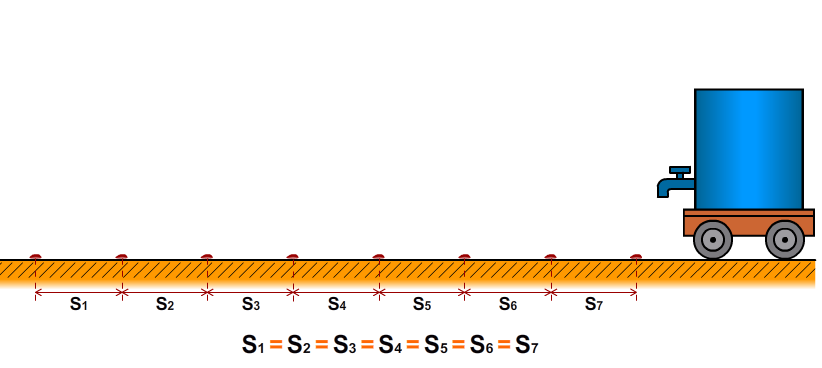 S1 S2 S3 S4 S5 S6 S7
S1 = S2 = S3 = S4 = S5 = S6 = S7